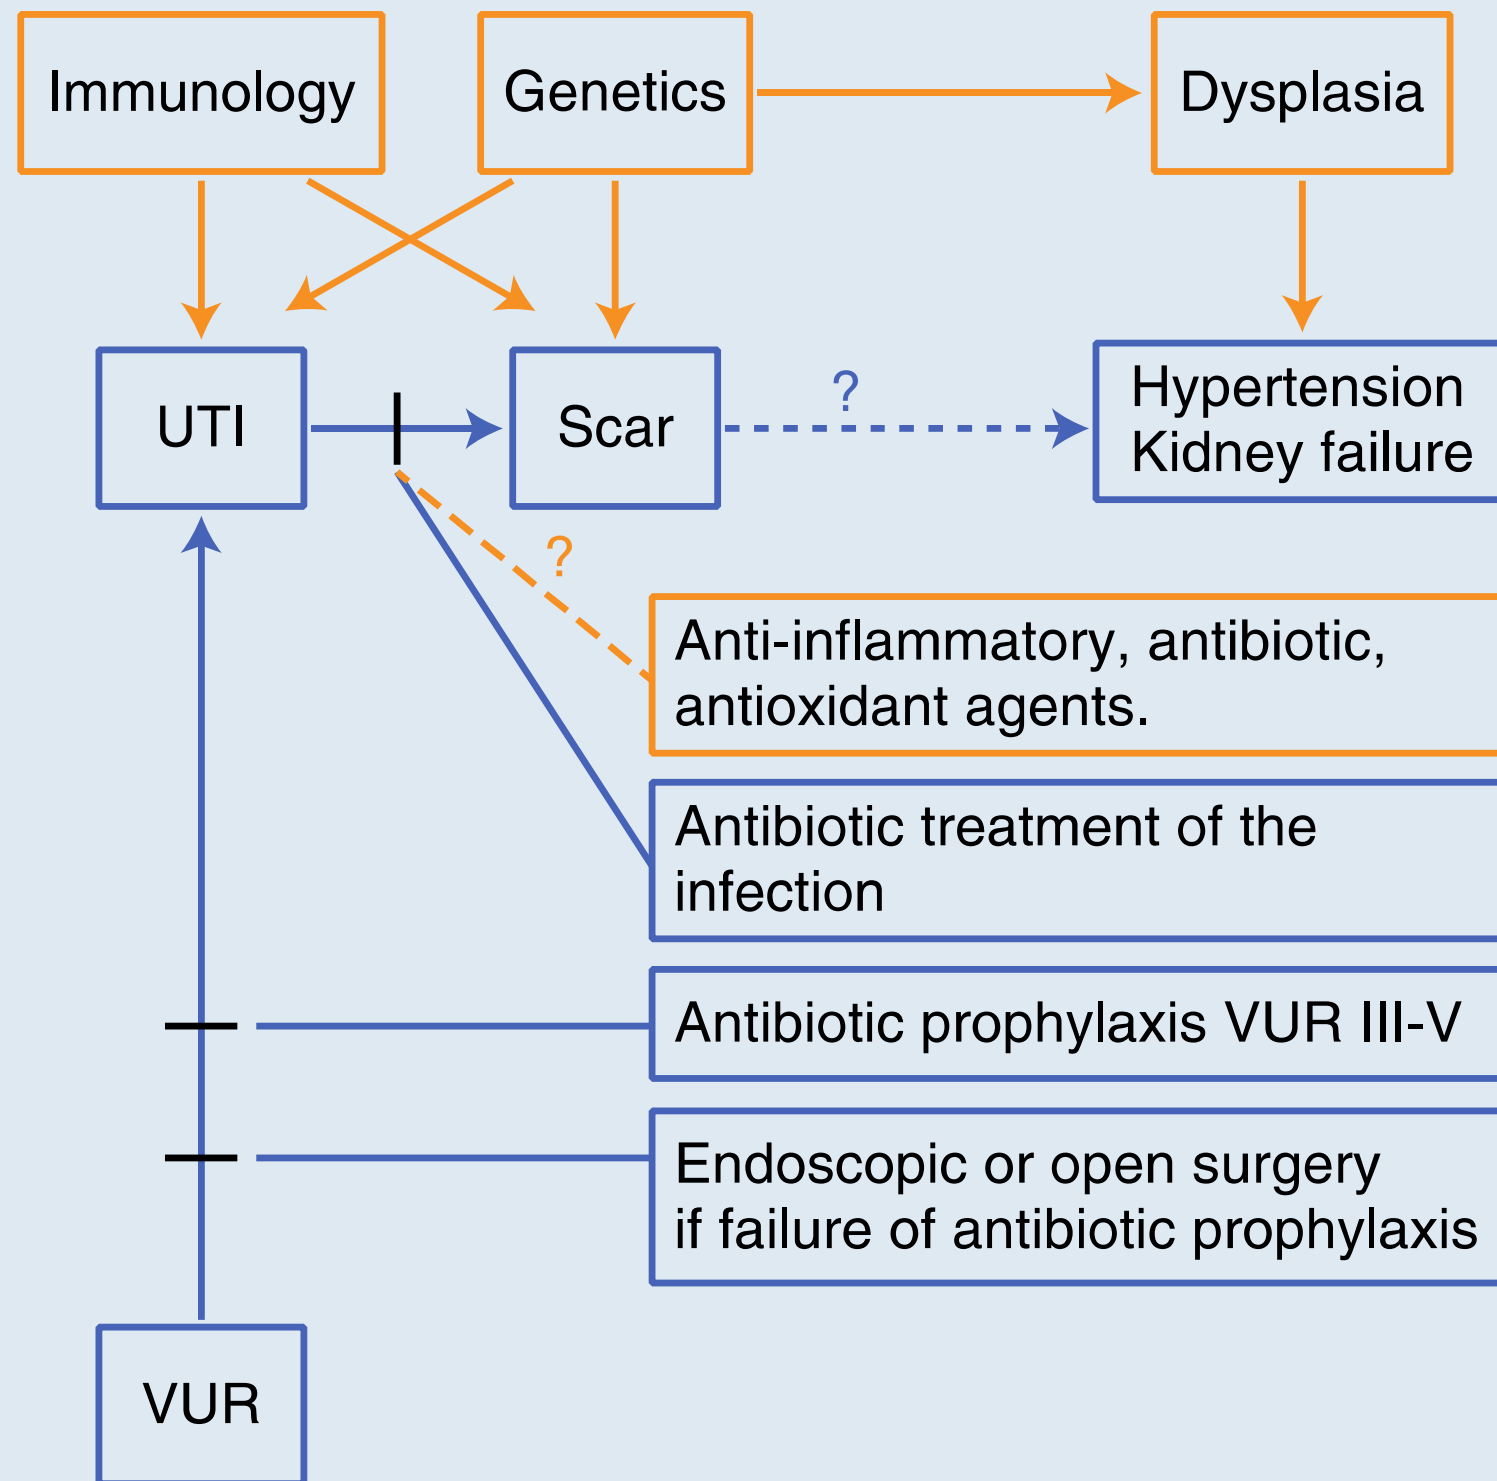 Immunology
Genetics
Dysplasia
UTI
Scar
?
Hypertension
Kidney failure
?
Anti-inflammatory, antibiotic,
antioxidant agents.
Antibiotic treatment of the
infection
Antibiotic prophylaxis VUR III-V
Endoscopic or open surgery
if failure of antibiotic prophylaxis
VUR